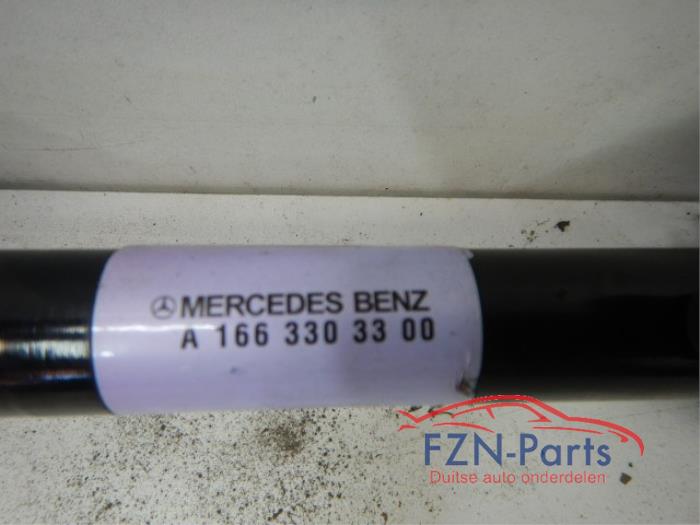 MERCEDES BENZ
A 166 330 33 00
FZN-Parts
Duitse auto onderdelen